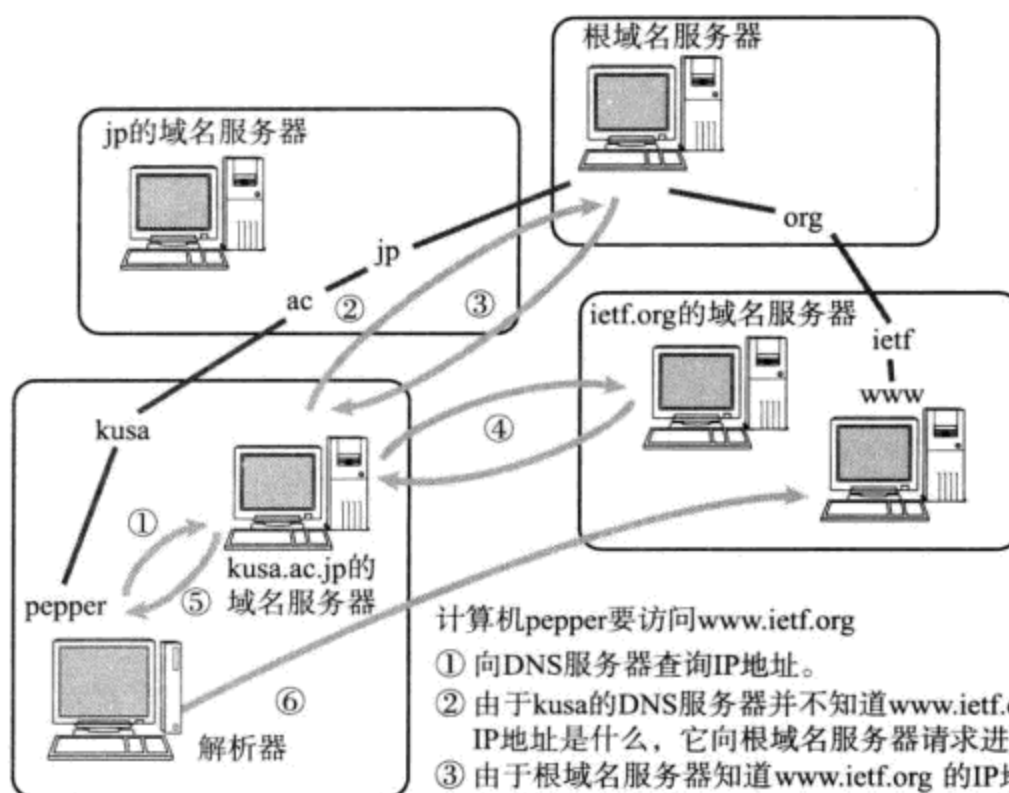 根域名服务器
jp的域名服务器
org
jp
ac
②
③
ietf.org的域名服务器
ietf
www
kusa
④
①
kusa.ac.jp的
域名服务器
pepper
⑤
⑥
解析器
计算机pepper要访问www.ietf.org
① 向DNS服务器查询IP地址。
② 由于kusa的DNS服务器并不知道www.ietf.
IP地址是什么，它向根域名服务器请求进
③ 由于根域名服务器知道www.ietf.org 的IP